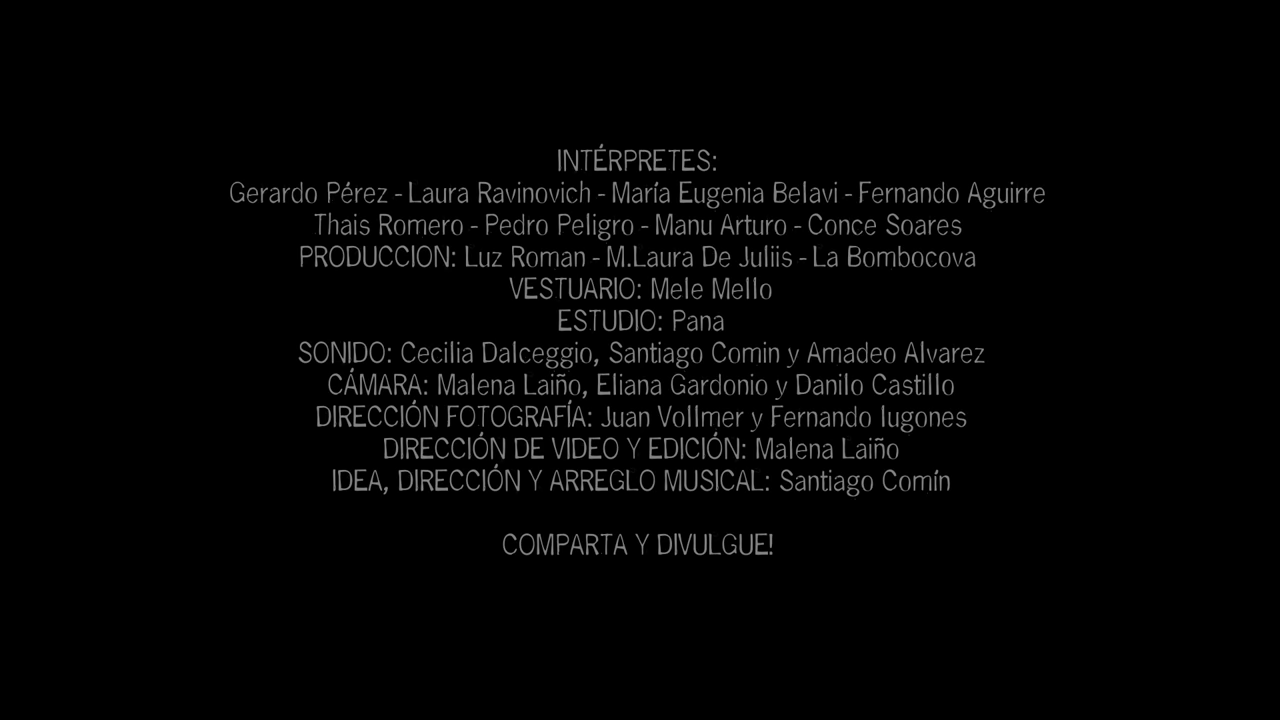 INTÉRPRETES:
Gerardo Pérez - Laura Ravinovich - María Eugenia Belavi - Fernando Aguirre
Thais Romero - Pedro Peligro - Manu Arturo - Conce Soares
PRODUCCION: Luz Roman - M.Laura De Juliis - La Bombocova
VESTUARIO: Mele Mello
ESTUDIO: Pana
SONIDO: Cecilia Dalceggio, Santiago Comin y Amadeo Alvarez
CÁMARA: Malena Laiño, Eliana Gardonio y Danilo Castillo
DIRECCIÓN FOTOGRAFÍA: Juan Vollmer y Fernando lugones
DIRECCIÓN DE VIDEO Y EDICIÓN: Malena Laiño
IDEA, DIRECCIÓN Y ARREGLO MUSICAL: Santiago Comín
COMPARTA Y DIVULGUE!